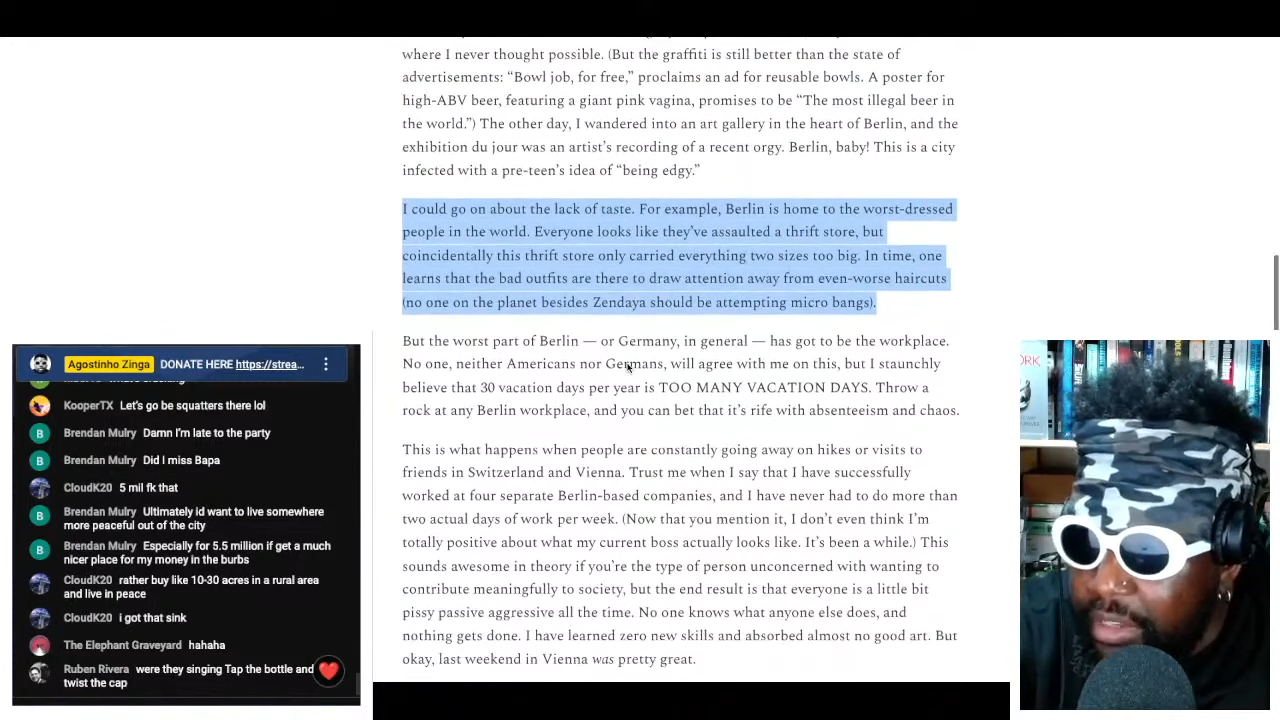 where I never thought possible. (But the graffiti is still better than the state of
advertisements: “Bowl job, for free,” proclaims an ad for reusable bowls. A poster for
high-ABV beer, featuring a giant pink vagina, promises to be “The most illegal beer in
the world.”) The other day, I wandered into an art gallery in the heart of Berlin, and the
exhibition du jour was an artist’s recording of a recent orgy. Berlin, baby! This is a city
infected with a pre-teen’s idea of “being edgy.”
I could go on about the lack of taste. For example, Berlin is home to the worst-dressed
people in the world. Everyone looks like they’ve assaulted a thrift store, but
coincidentally this thrift store only carried everything two sizes too big. In time, one
learns that the bad outfits are there to draw attention away from even-worse haircuts
(no one on the planet besides Zendaya should be attempting micro bangs).
But the worst part of Berlin — or Germany, in general — has got to be the workplace.
No one, neither Americans nor Germans, will agree with me on this, but I staunchly
believe that 30 vacation days per year is TOO MANY VACATION DAYS. Throw a
rock at any Berlin workplace, and you can bet that it’s rife with absenteeism and chaos.
This is what happens when people are constantly going away on hikes or visits to
friends in Switzerland and Vienna. Trust me when I say that I have successfully
worked at four separate Berlin-based companies, and I have never had to do more than
two actual days of work per week. (Now that you mention it, I don’t even think I’m
totally positive about what my current boss actually looks like. It’s been a while.) This
sounds awesome in theory if you’re the type of person unconcerned with wanting to
contribute meaningfully to society, but the end result is that everyone is a little bit
pissy passive aggressive all the time. No one knows what anyone else does, and
nothing gets done. I have learned zero new skills and absorbed almost no good art. But
okay, last weekend in Vienna was pretty great.
Agostinho Zinga DONATE HERE https://strea...
KooperTX Let's go be squatters there lol
B Brendan Mulry Damn I'm late to the party
B Brendan Mulry Did I miss Bapa
CloudK20 5 mil fk that
B Brendan Mulry Ultimately id want to live somewhere
more peaceful out of the city
B Brendan Mulry Especially for 5.5 million if get a much
nicer place for my money in the burbs
CloudK20 rather buy like 10-30 acres in a rural area
and live in peace
CloudK20 i got that sink
The Elephant Graveyard hahaha
Ruben Rivera were they singing Tap the bottle and
twist the cap